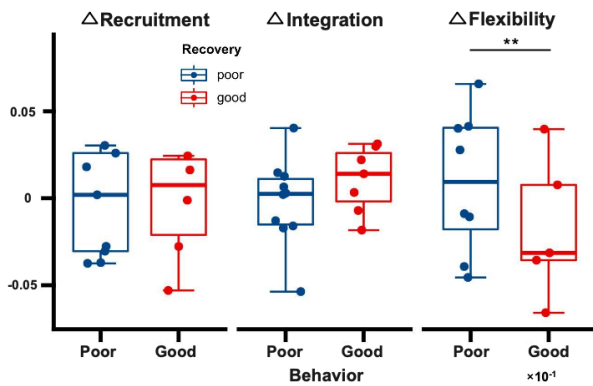 △Recruitment
△Integration
△Flexibility
**
Recovery
poor
good
0.05
0
-0.05
Poor
Good
Poor
Good
Poor
Good
Behavior
×10⁻¹